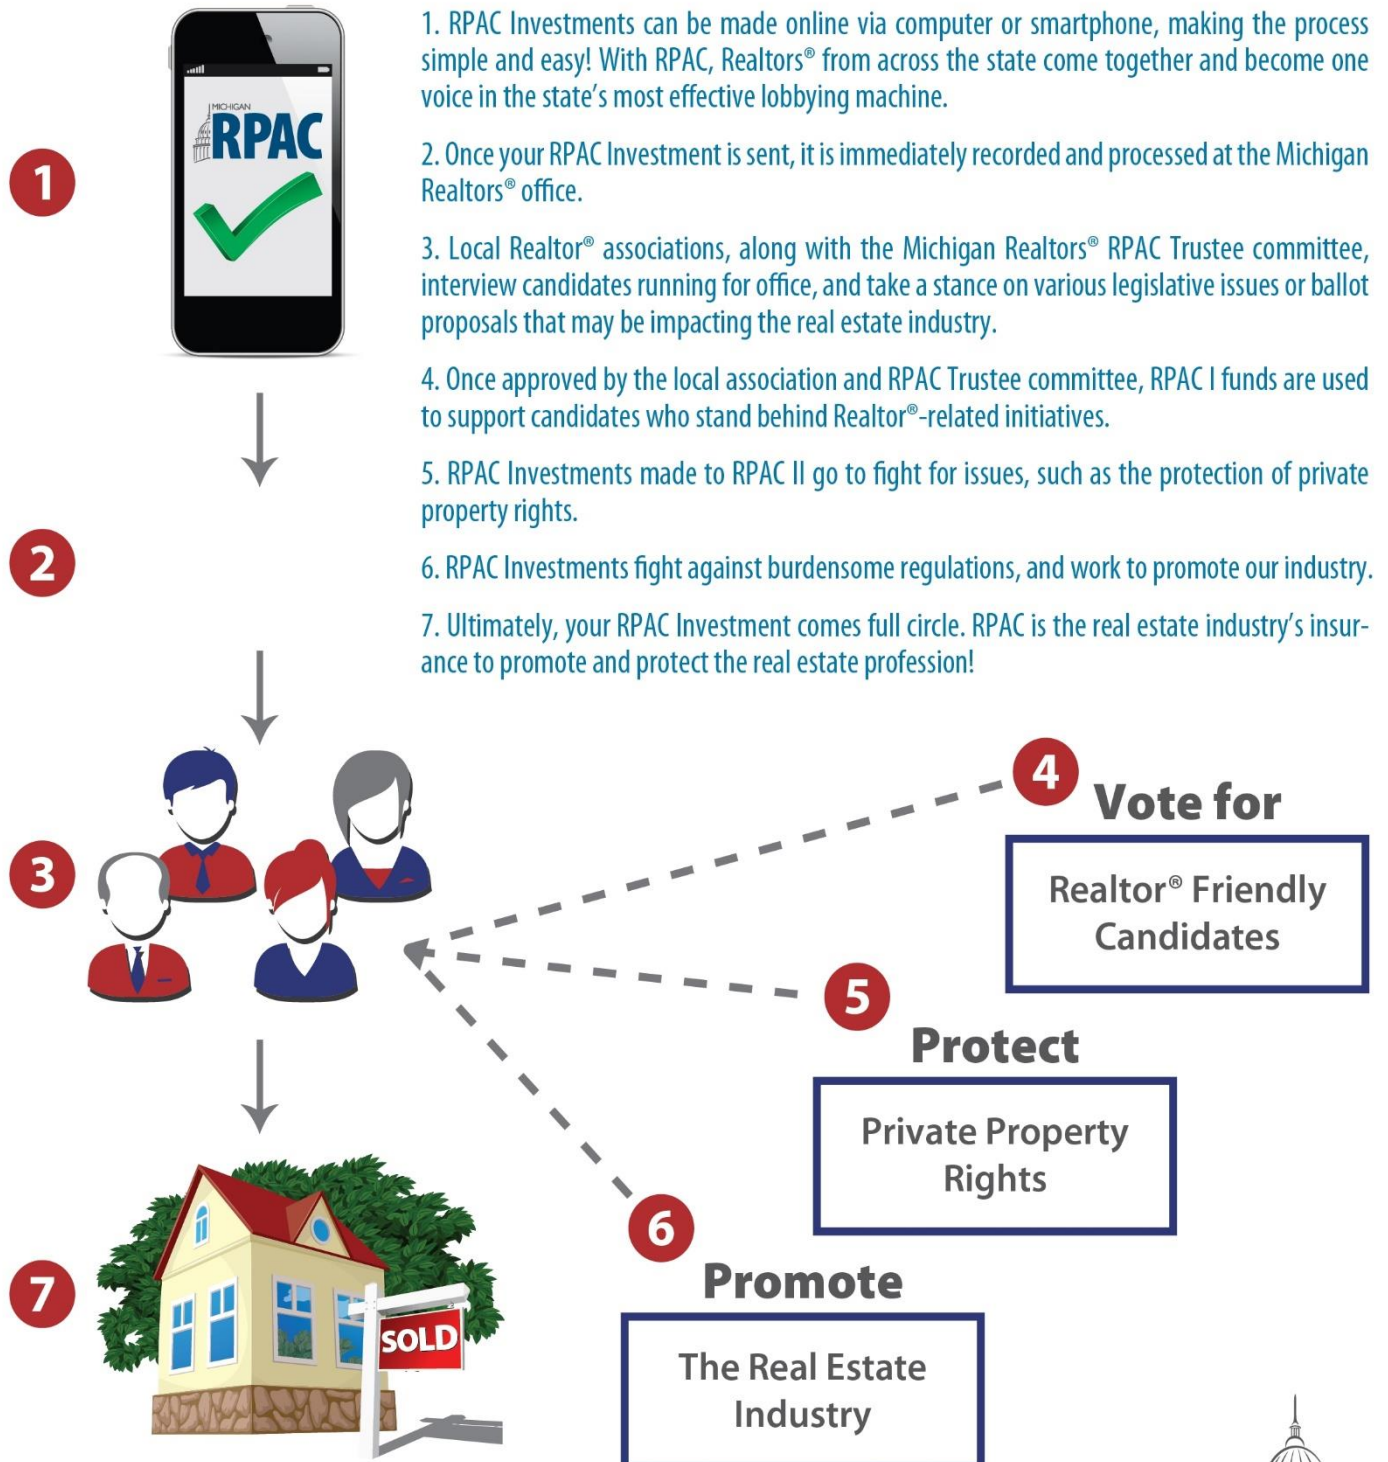 1. RPAC Investments can be made online via computer or smartphone, making the process
simple and easy! With RPAC, Realtors® from across the state come together and become one
voice in the state's most effective lobbying machine.
2. Once your RPAC Investment is sent, it is immediately recorded and processed at the Michigan
Realtors® office.
3. Local Realtor® associations, along with the Michigan Realtors® RPAC Trustee committee,
interview candidates running for office, and take a stance on various legislative issues or ballot
proposals that may be impacting the real estate industry.
4. Once approved by the local association and RPAC Trustee committee, RPAC I funds are used
to support candidates who stand behind Realtor®-related initiatives.
5. RPAC Investments made to RPAC II go to fight for issues, such as the protection of private
property rights.
6. RPAC Investments fight against burdensome regulations, and work to promote our industry.
7. Ultimately, your RPAC Investment comes full circle. RPAC is the real estate industry's insur-
ance to promote and protect the real estate profession!
1
MICHIGAN
RPAC
2
3
4
Vote for
Realtor® Friendly
Candidates
5
Protect
Private Property
Rights
6
Promote
The Real Estate
Industry
7
SOLD